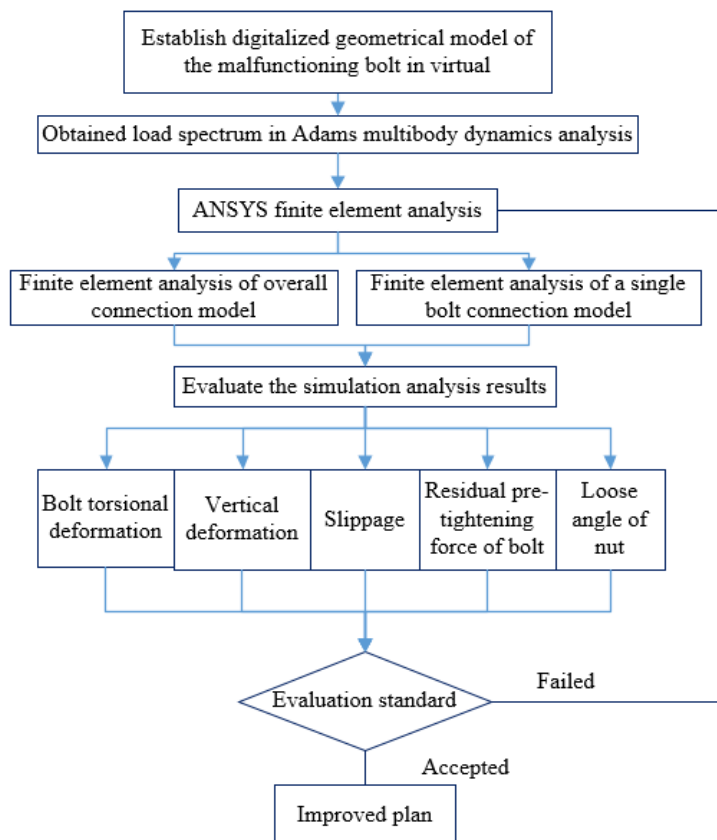 Establish digitalized geometrical model of
the malfunctioning bolt in virtual
Obtained load spectrum in Adams multibody dynamics analysis
ANSYS finite element analysis
Finite element analysis of overall
connection model
Finite element analysis of a single
bolt connection model
Evaluate the simulation analysis results
Bolt torsional
deformation
Vertical
deformation
Slippage
Residual pre-
tightening
force of bolt
Loose
angle of
nut
Evaluation standard
Failed
Accepted
Improved plan